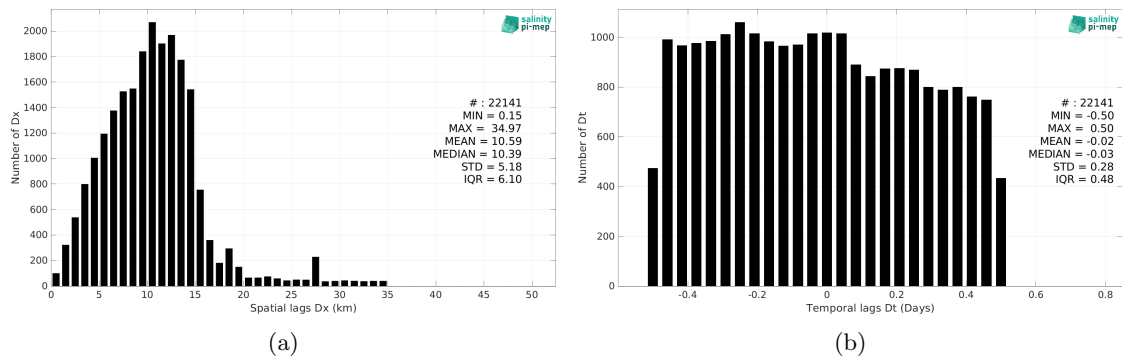 salinity
pi-mep
2000
1800
1600
1400
1200
1000
800
600
400
200
0
Number of Dx
# : 22141
MIN = 0.15
MAX = 34.97
MEAN = 10.59
MEDIAN = 10.39
STD = 5.18
IQR = 6.10
0 5 10 15 20 25 30 35 40 45 50
Spatial lags Dx (km)
(a)
salinity
pi-mep
1000
800
600
400
200
0
Number of Dt
# : 22141
MIN = -0.50
MAX = 0.50
MEAN = -0.02
MEDIAN = -0.03
STD = 0.28
IQR = 0.48
-0.4 -0.2 0 0.2 0.4 0.6 0.8
Temporal lags Dt (Days)
(b)